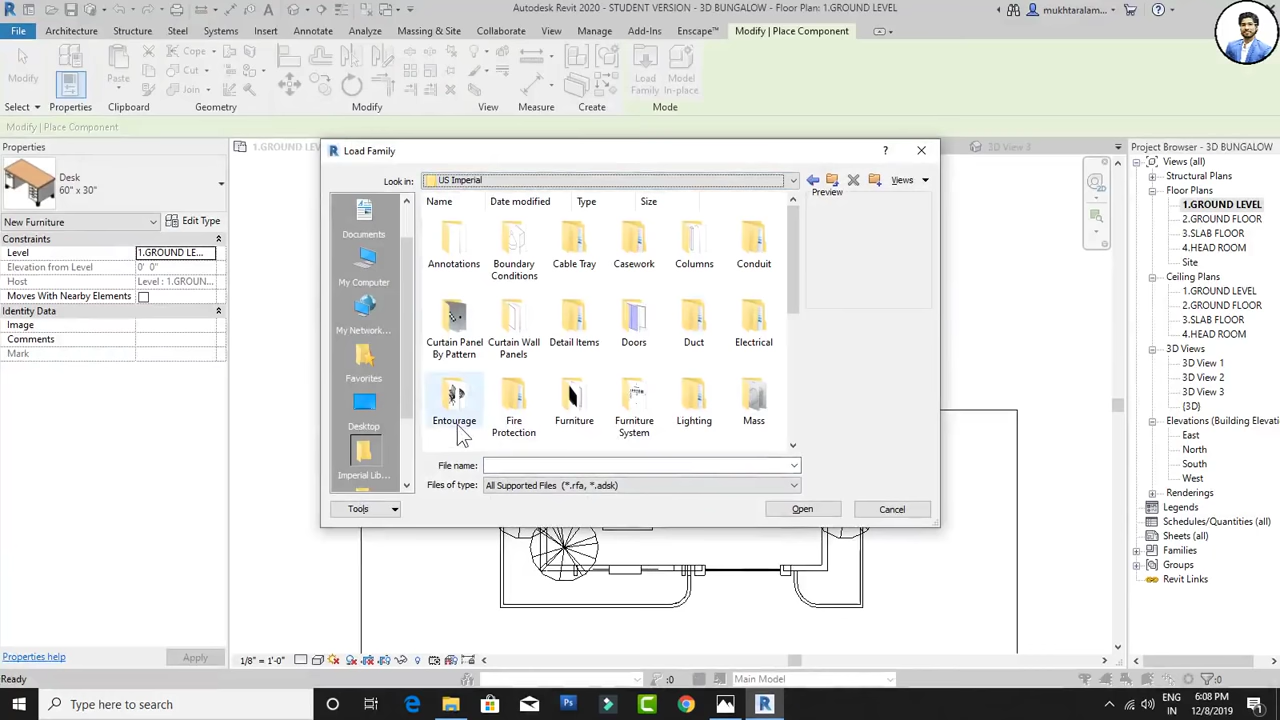 Autodesk Revit 2020 - STUDENT VERSION - 3D BUNGALOW - Floor Plan: 1.GROUND LEVEL
mukhtaralam...
File Architecture Structure Steel Systems Insert Annotate Analyze Massing & Site Collaborate View Manage Add-Ins Enscape™ Modify | Place Component
Modify Paste Cope Cut Join Load Family Model In-place
Select Properties Clipboard Geometry Modify View Measure Create Mode
Modify | Place Component
Properties
Desk
60" x 30"
New Furniture Edit Type
Constraints
Level 1.GROUND LE...
Elevation from Level 0' 0"
Host Level : 1.GROUN...
Moves With Nearby Elements
Identity Data
Image
Comments
Mark
Properties help Apply
1.GROUND LEV
3D View 3
Load Family
Look in: US Imperial
Views
Preview
Name Date modified Type Size
Documents
My Computer
My Network...
Favorites
Desktop
Imperial Lib...
Annotations
Boundary Conditions
Cable Tray
Casework
Columns
Conduit
Curtain Panel By Pattern
Curtain Wall Panels
Detail Items
Doors
Duct
Electrical
Entourage
Fire Protection
Furniture
Furniture System
Lighting
Mass
File name:
Files of type: All Supported Files (*.rfa, *.adsk)
Tools Open Cancel
Project Browser - 3D BUNGALOW
Views (all)
Structural Plans
Floor Plans
1.GROUND LEVEL
2.GROUND FLOOR
3.SLAB FLOOR
4.HEAD ROOM
Site
Ceiling Plans
1.GROUND LEVEL
2.GROUND FLOOR
3.SLAB FLOOR
4.HEAD ROOM
3D Views
3D View 1
3D View 2
3D View 3
{3D}
Elevations (Building Elevation
East
North
South
West
Renderings
Legends
Schedules/Quantities (all)
Sheets (all)
Families
Groups
Revit Links
1/8" = 1'-0"
Ready
:0
Main Model
:0
Type here to search
ENG
IN
6:08 PM
12/8/2019